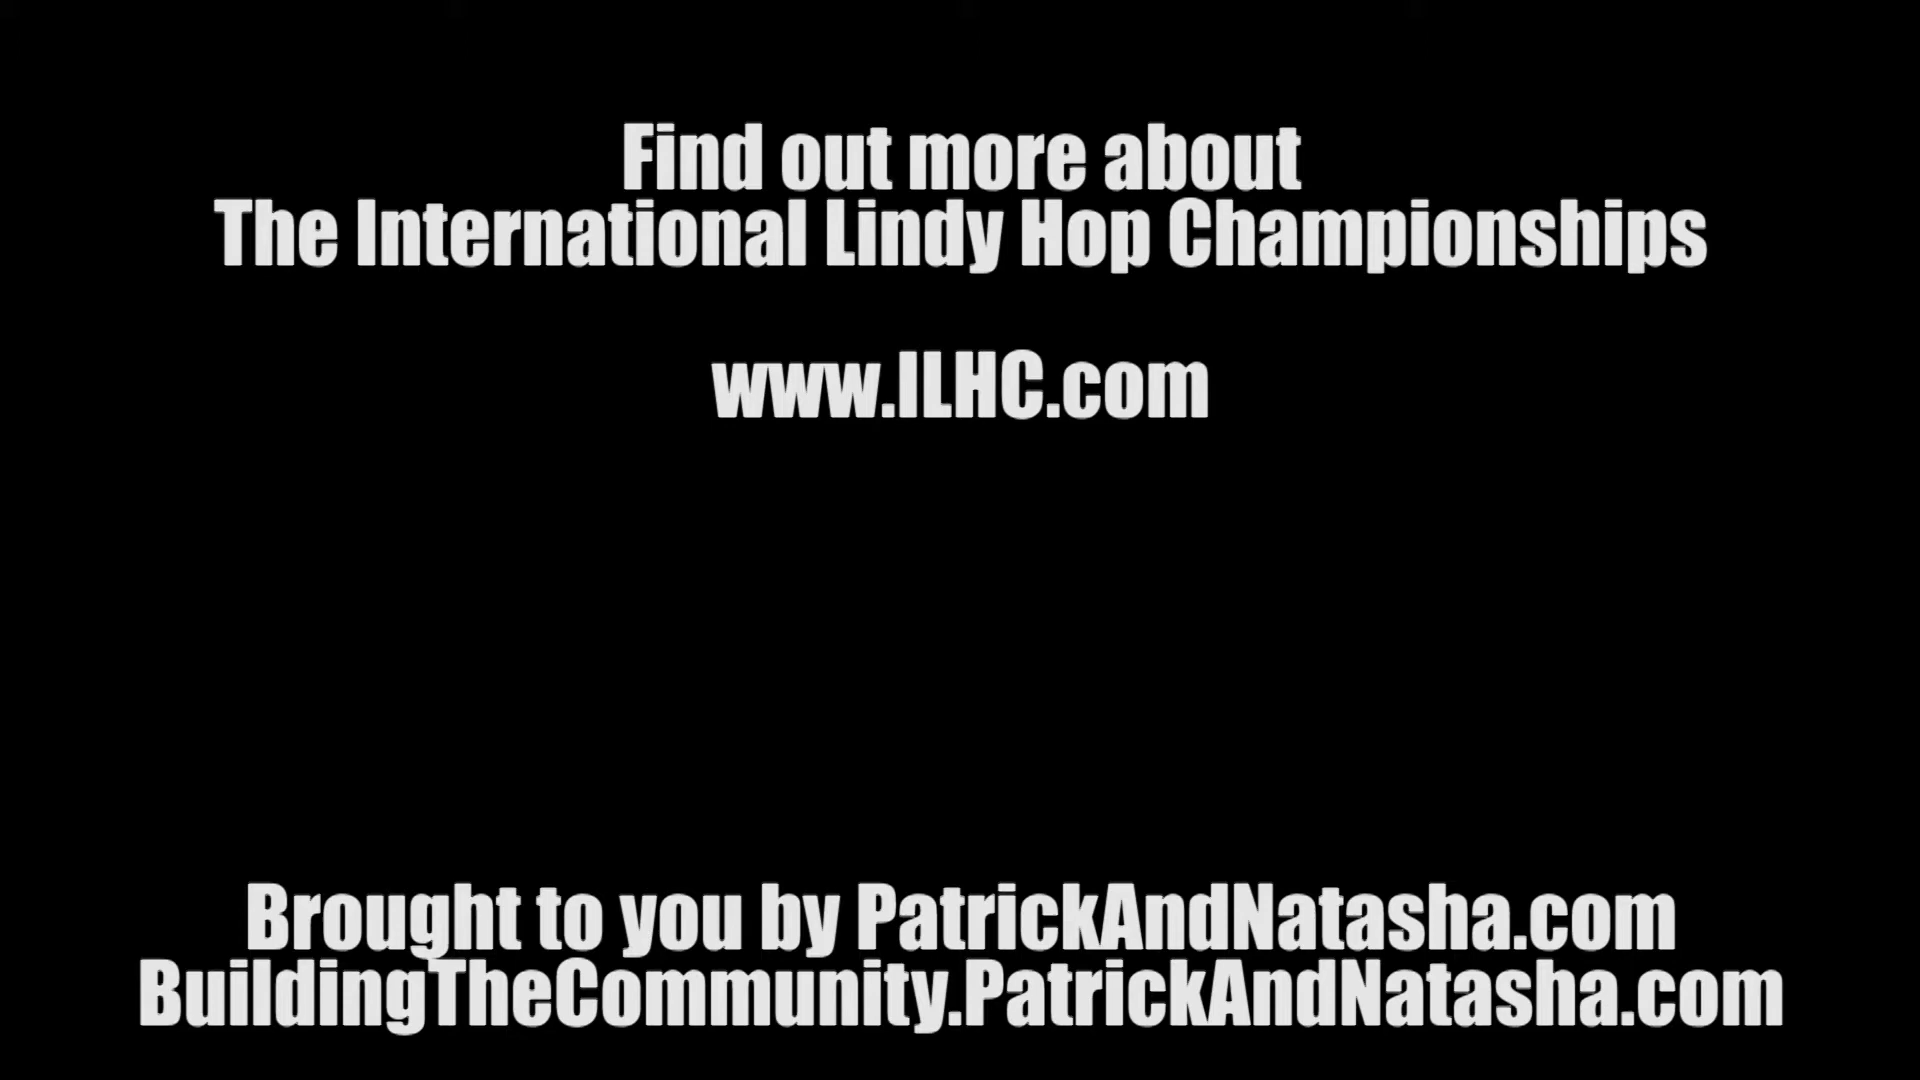 Find out more about
The International Lindy Hop Championships
www.ILHC.com
Brought to you by PatrickAndNatasha.com
BuildingTheCommunity.PatrickAndNatasha.com